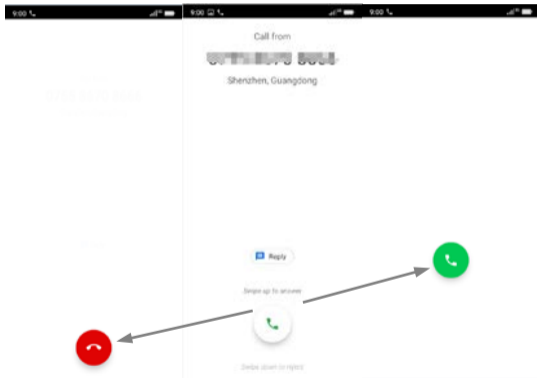 9:00
9:00
9:00
Call from
Shenzhen, Guangdong
Reply
Swipe up to answer
Swipe down to reject